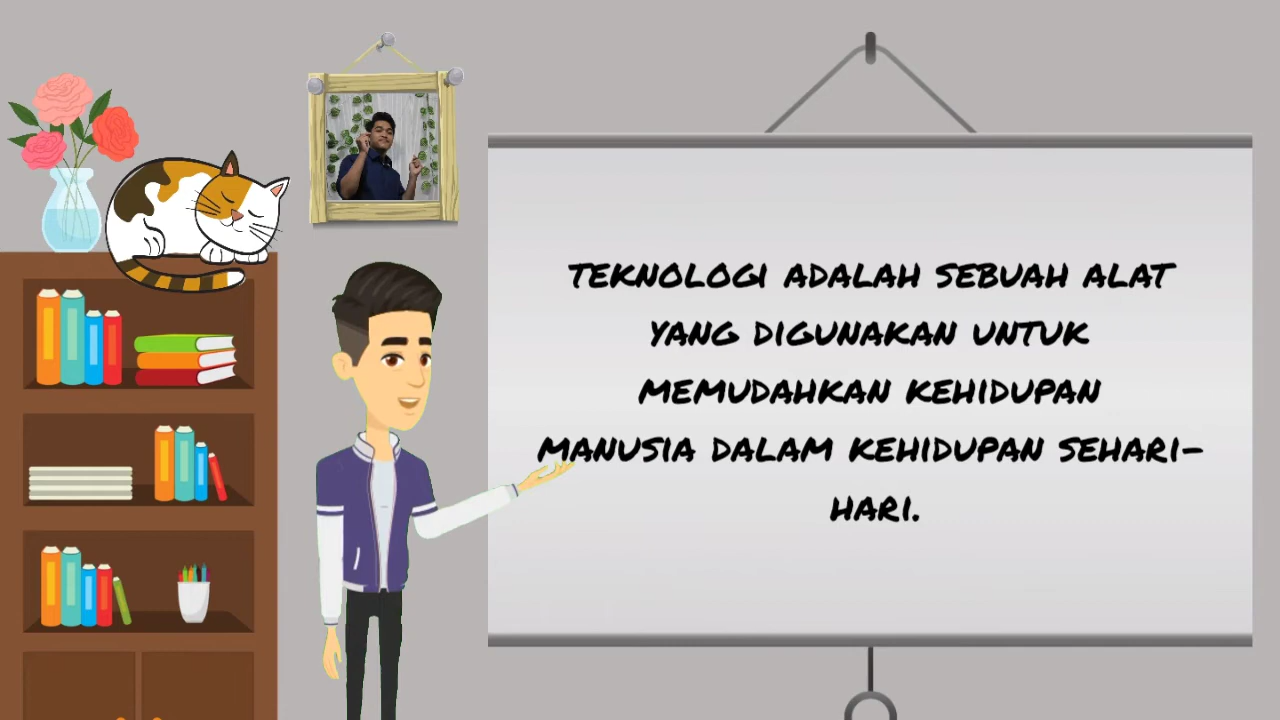 TEKNOLOGI ADALAH SEBUAH ALAT
YANG DIGUNAKAN UNTUK
MEMUDAHKAN KEHIDUPAN
MANUSIA DALAM KEHIDUPAN SEHARI-
HARI.